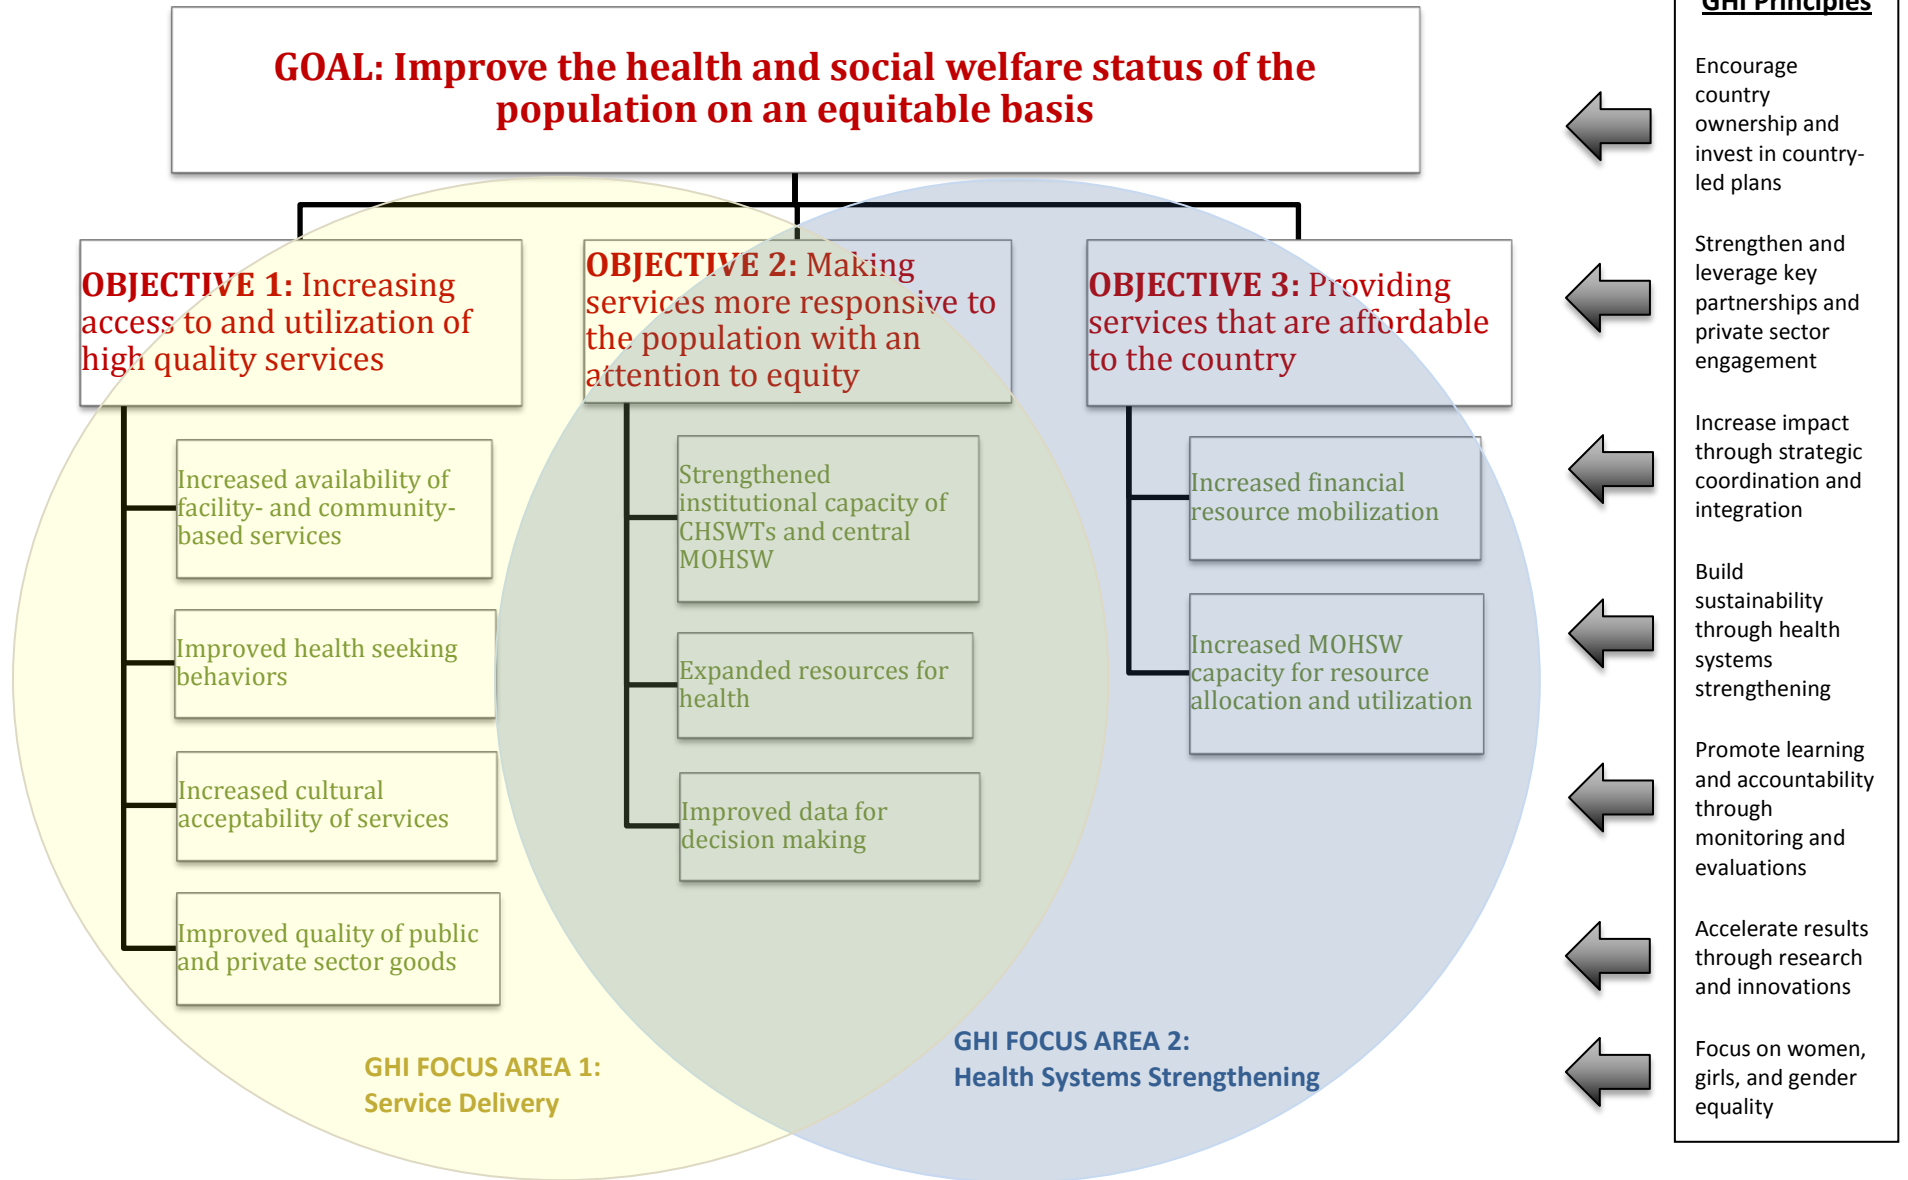 GOAL: Improve the health and social welfare status of the
population on an equitable basis
OBJECTIVE 1: Increasing
access to and utilization of
high quality services
Increased availability of
facility- and community-
based services
Improved health seeking
behaviors
Increased cultural
acceptability of services
Improved quality of public
and private sector goods
OBJECTIVE 2: Making
services more responsive to
the population with an
attention to equity
Strengthened
institutional capacity of
CHSWTs and central
MOHSW
Expanded resources for
health
Improved data for
decision making
OBJECTIVE 3: Providing
services that are affordable
to the country
Increased financial
resource mobilization
Increased MOHSW
capacity for resource
allocation and utilization
GHI FOCUS AREA 1:
Service Delivery
GHI FOCUS AREA 2:
Health Systems Strengthening
GHI Principles
Encourage
country
ownership and
invest in country-
led plans
Strengthen and
leverage key
partnerships and
private sector
engagement
Increase impact
through strategic
coordination and
integration
Build
sustainability
through health
systems
strengthening
Promote learning
and accountability
through
monitoring and
evaluations
Accelerate results
through research
and innovations
Focus on women,
girls, and gender
equality